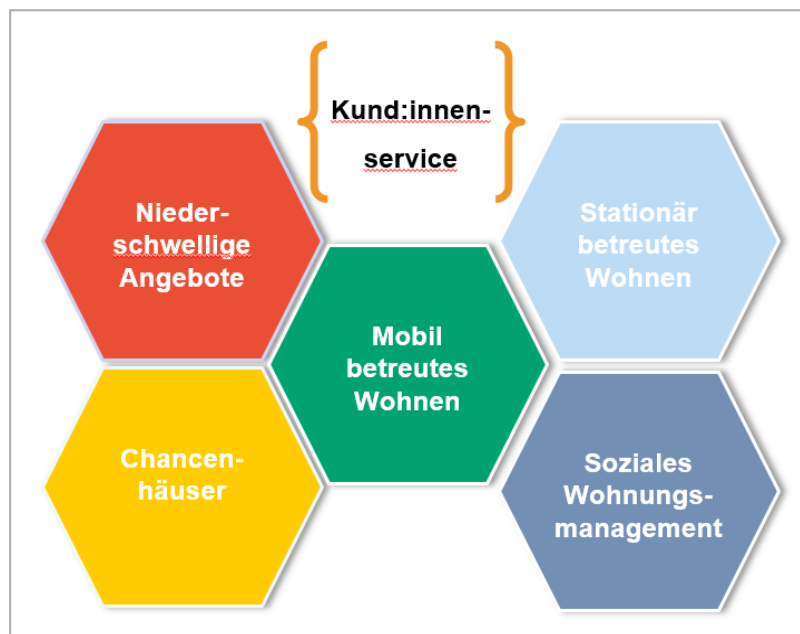 Kund:innen-
service
Nieder-
schwellige
Angebote
Stationär
betreutes
Wohnen
Mobil
betreutes
Wohnen
Chancen-
häuser
Soziales
Wohnungs-
management